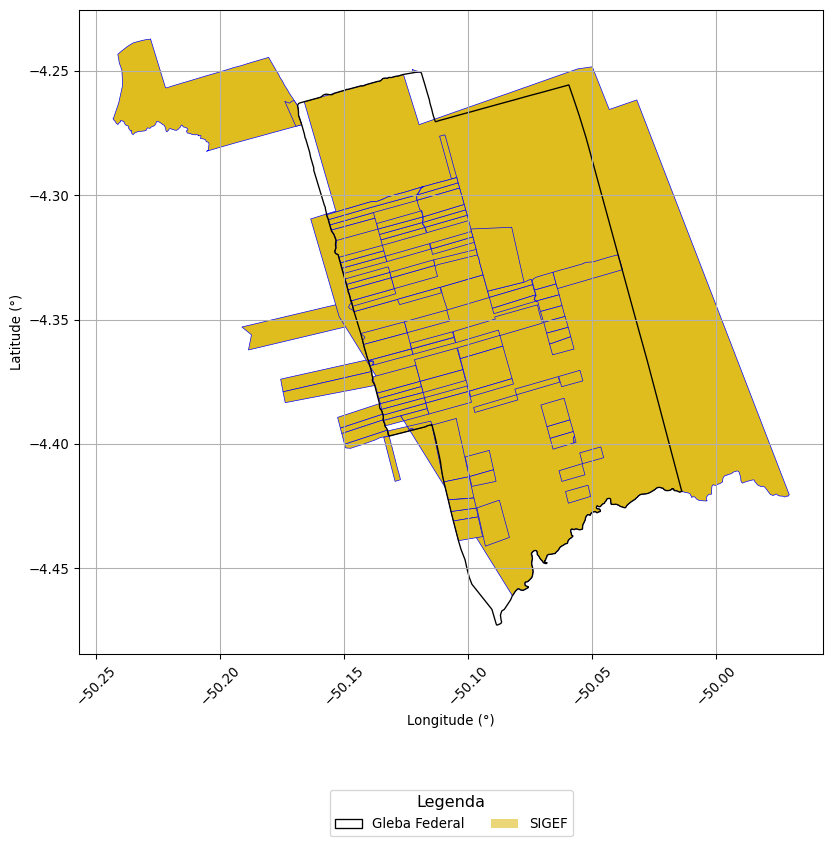 −4.25
−4.30
−4.35
−4.40
−4.45
Latitude (°)
−50.25
−50.20
−50.15
−50.10
−50.05
−50.00
Longitude (°)
Legenda
Gleba Federal
SIGEF